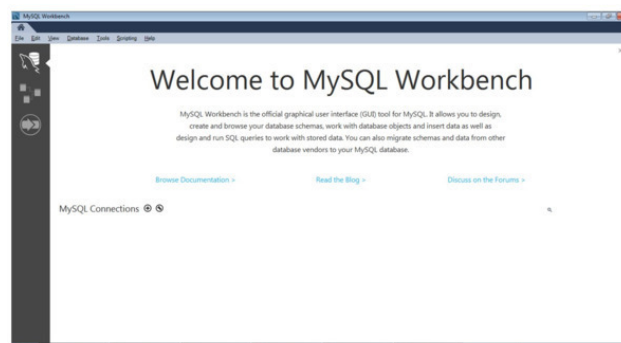 MySQL Workbench
File Edit View Database Tools Scripting Help
Welcome to MySQL Workbench
MySQL Workbench is the official graphical user interface (GUI) tool for MySQL. It allows you to design,
create and browse your database schemas, work with database objects and insert data as well as
design and run SQL queries to work with stored data. You can also migrate schemas and data from other
database vendors to your MySQL database.
Browse Documentation > Read the Blog > Discuss on the Forums >
MySQL Connections